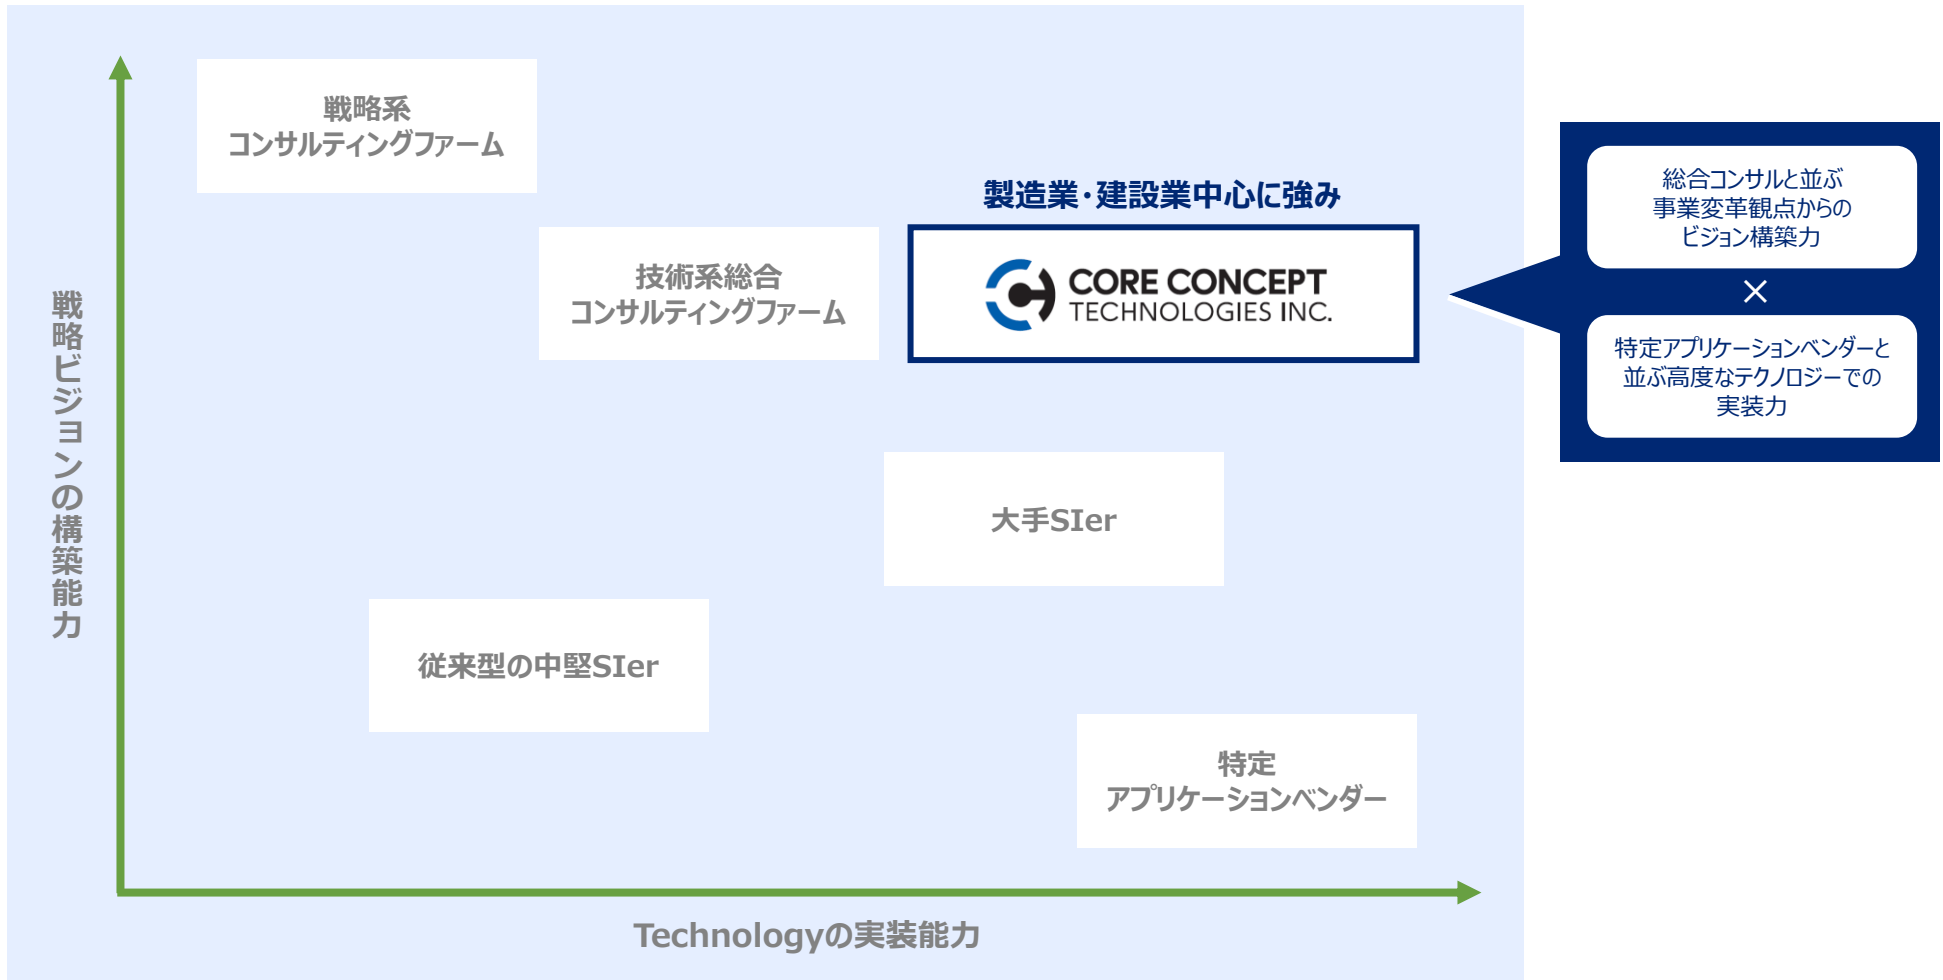 戦略系
コンサルティングファーム
製造業・建設業中心に強み
技術系総合
コンサルティングファーム
CORE CONCEPT
TECHNOLOGIES INC.
総合コンサルと並ぶ
事業変革観点からの
ビジョン構築力
×
特定アプリケーションベンダーと
並ぶ高度なテクノロジーでの
実装力
戦略ビジョンの構築能力
大手SIer
従来型の中堅SIer
特定
アプリケーションベンダー
Technologyの実装能力